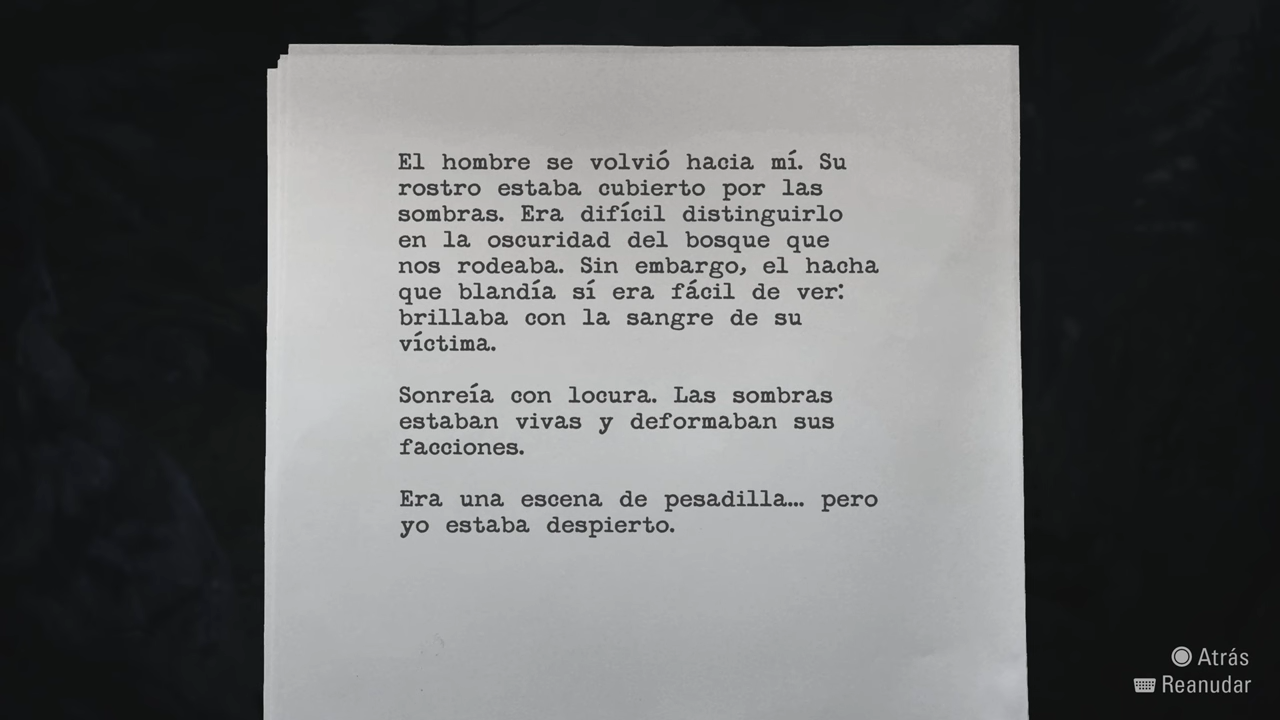 El hombre se volvió hacia mí. Su
rostro estaba cubierto por las
sombras. Era difícil distinguirlo
en la oscuridad del bosque que
nos rodeaba. Sin embargo, el hacha
que blandía sí era fácil de ver:
brillaba con la sangre de su
víctima.
Sonreía con locura. Las sombras
estaban vivas y deformaban sus
facciones.
Era una escena de pesadilla... pero
yo estaba despierto.
Atrás
Reanudar